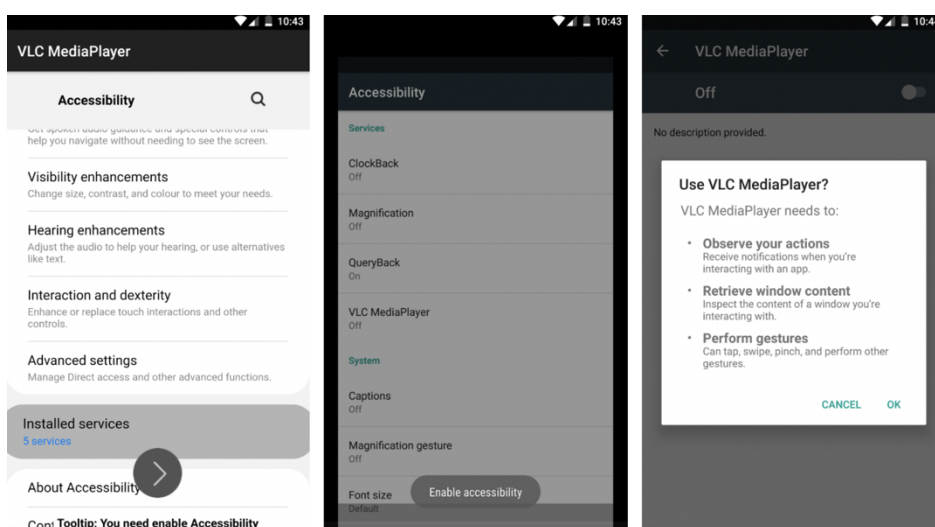 10:43
VLC MediaPlayer
Accessibility
help you navigate without needing to see the screen.
Visibility enhancements
Change size, contrast, and colour to meet your needs.
Hearing enhancements
Adjust the audio to help your hearing, or use alternatives
like text.
Interaction and dexterity
Enhance or replace touch interactions and other
controls.
Advanced settings
Manage Direct access and other advanced functions.
Installed services
5 services
About Accessibility
Tooltip: You need enable Accessibility
10:43
Accessibility
Services
ClockBack
Off
Magnification
Off
QueryBack
On
VLC MediaPlayer
Off
System
Captions
Off
Magnification gesture
Off
Font size
Default
Enable accessibility
10:4
VLC MediaPlayer
Off
No description provided.
Use VLC MediaPlayer?
VLC MediaPlayer needs to:
• Observe your actions
Receive notifications when you're
interacting with an app.
• Retrieve window content
Inspect the content of a window you're
interacting with.
• Perform gestures
Can tap, swipe, pinch, and perform other
gestures.
CANCEL OK